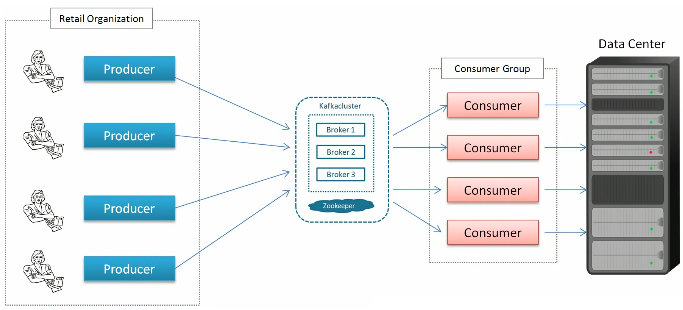 Retail Organization
Producer
Producer
Producer
Producer
Kafkacluster
Broker 1
Broker 2
Broker 3
Zookeeper
Consumer Group
Consumer
Consumer
Consumer
Consumer
Data Center